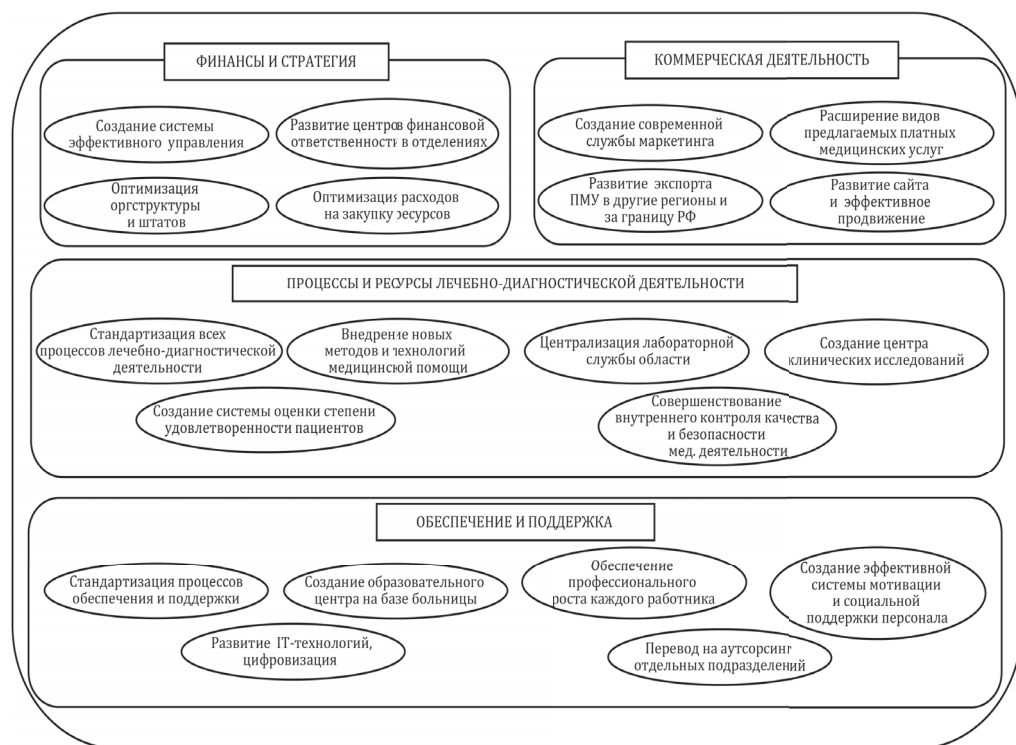 ФИНАНСЫ И СТРАТЕГИЯ
Создание системы
эффективного управления
Развитие центров финансовой
ответственности в отделениях
Оптимизация
оргструктуры
и штатов
Оптимизация расходов
на закупку ресурсов
КОММЕРЧЕСКАЯ ДЕЯТЕЛЬНОСТЬ
Создание современной
службы маркетинга
Расширение видов
предлагаемых платных
медицинских услуг
Развитие экспорта
ПМУ в другие регионы и
за границу РФ
Развитие сайта
и эффективное
продвижение
ПРОЦЕССЫ И РЕСУРСЫ ЛЕЧЕБНО-ДИАГНОСТИЧЕСКОЙ ДЕЯТЕЛЬНОСТИ
Стандартизация всех
процессов лечебно-диагностической
деятельности
Внедрение новых
методов и технологий
медицинской помощи
Централизация лабораторной
службы области
Создание центра
клинических исследований
Создание системы оценки степени
удовлетворенности пациентов
Совершенствование
внутреннего контроля качества
и безопасности
мед. деятельности
ОБЕСПЕЧЕНИЕ И ПОДДЕРЖКА
Стандартизация процессов
обеспечения и поддержки
Создание образовательного
центра на базе больницы
Обеспечение
профессионального
роста каждого работника
Создание эффективной
системы мотивации
и социальной
поддержки персонала
Развитие IT-технологий,
цифровизация
Перевод на аутсорсинг
отдельных подразделений